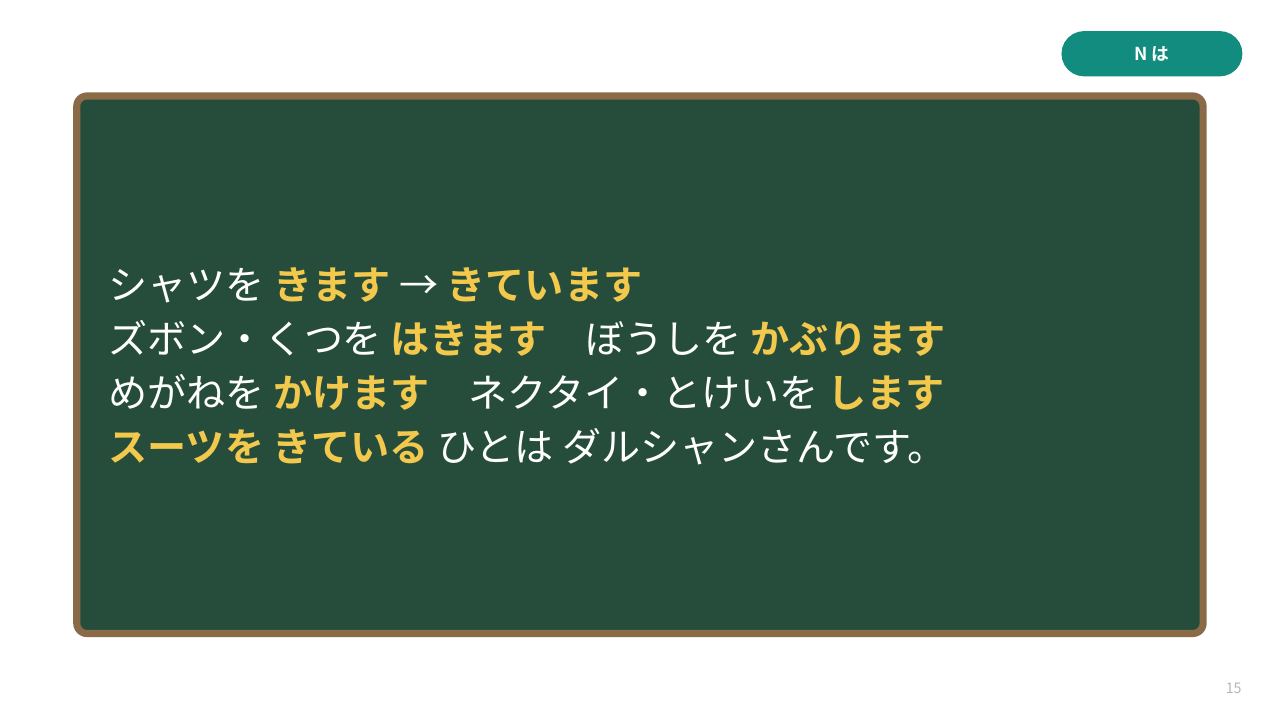 N は
シャツを きます → きています
ズボン・くつを はきます　ぼうしを かぶります
めがねを かけます　ネクタイ・とけいを します
スーツを きている ひとは ダルシャンさんです。
15